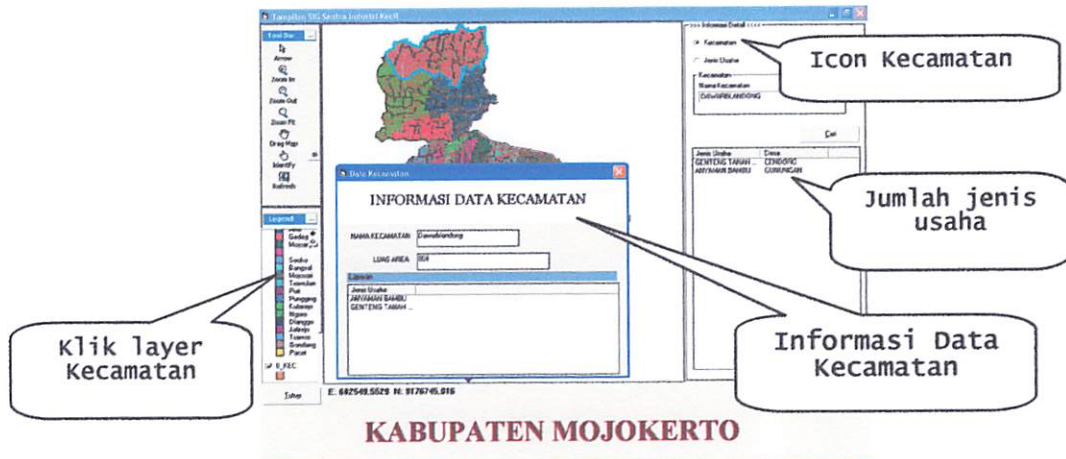 Tampilan SIG Sentra Industri Kecil
Tool Bar
Arrow
Zoom In
Zoom Out
Zoom Fit
Drag Map
Identify
Refresh
Legend
Gedeg
Sooko
Bangsal
Mojosari
Puri
Pungging
Kutorejo
Ngoro
Dlanggu
Jatirejo
Trawas
Gondang
Pacet
Informasi Detail
Kecamatan
Jenis Usaha
Kecamatan
Nama Kecamatan
DAWARBLANDONG
Cari
Jenis Usaha Desa
GENTENG TANAH ... CENDORO
ANYAMAN BAMBU GUNUNGAN
Data Kecamatan
INFORMASI DATA KECAMATAN
NAMA KECAMATAN Dawarblandong
LUAS AREA
Jenis Usaha
ANYAMAN BAMBU
GENTENG TANAH ...
Icon Kecamatan
Jumlah jenis
usaha
Informasi Data
Kecamatan
Klik layer
Kecamatan
KABUPATEN MOJOKERTO